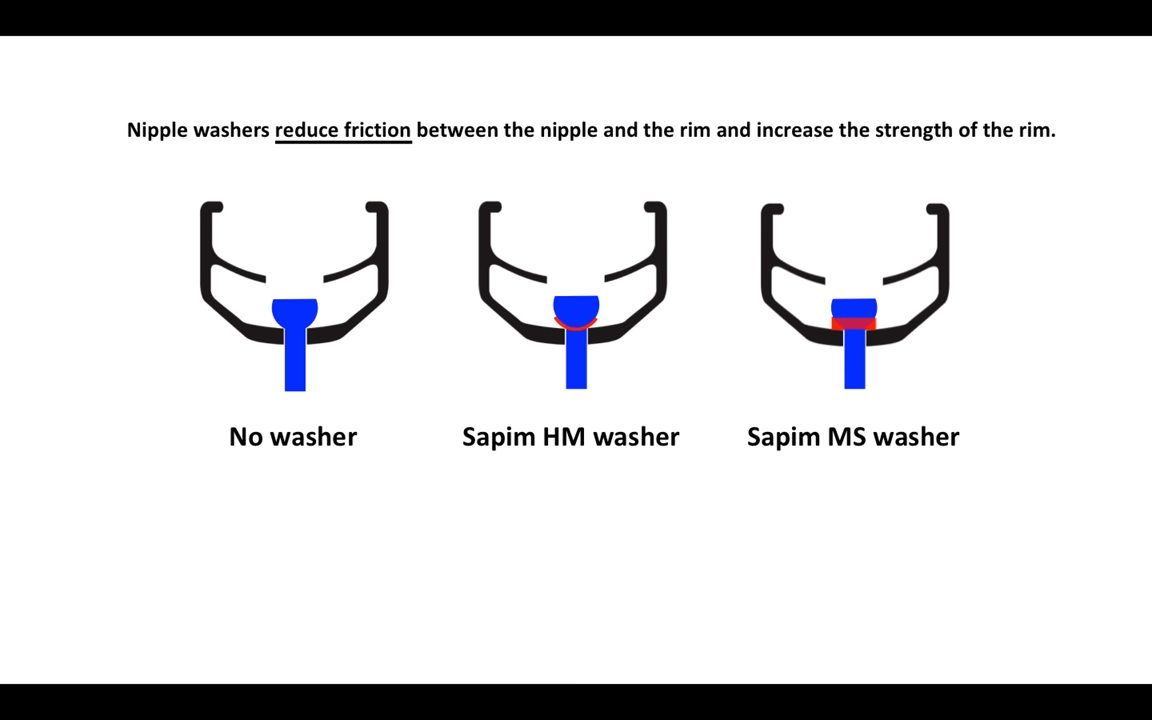 Nipple washers reduce friction between the nipple and the rim and increase the strength of the rim.
No washer
Sapim HM washer
Sapim MS washer